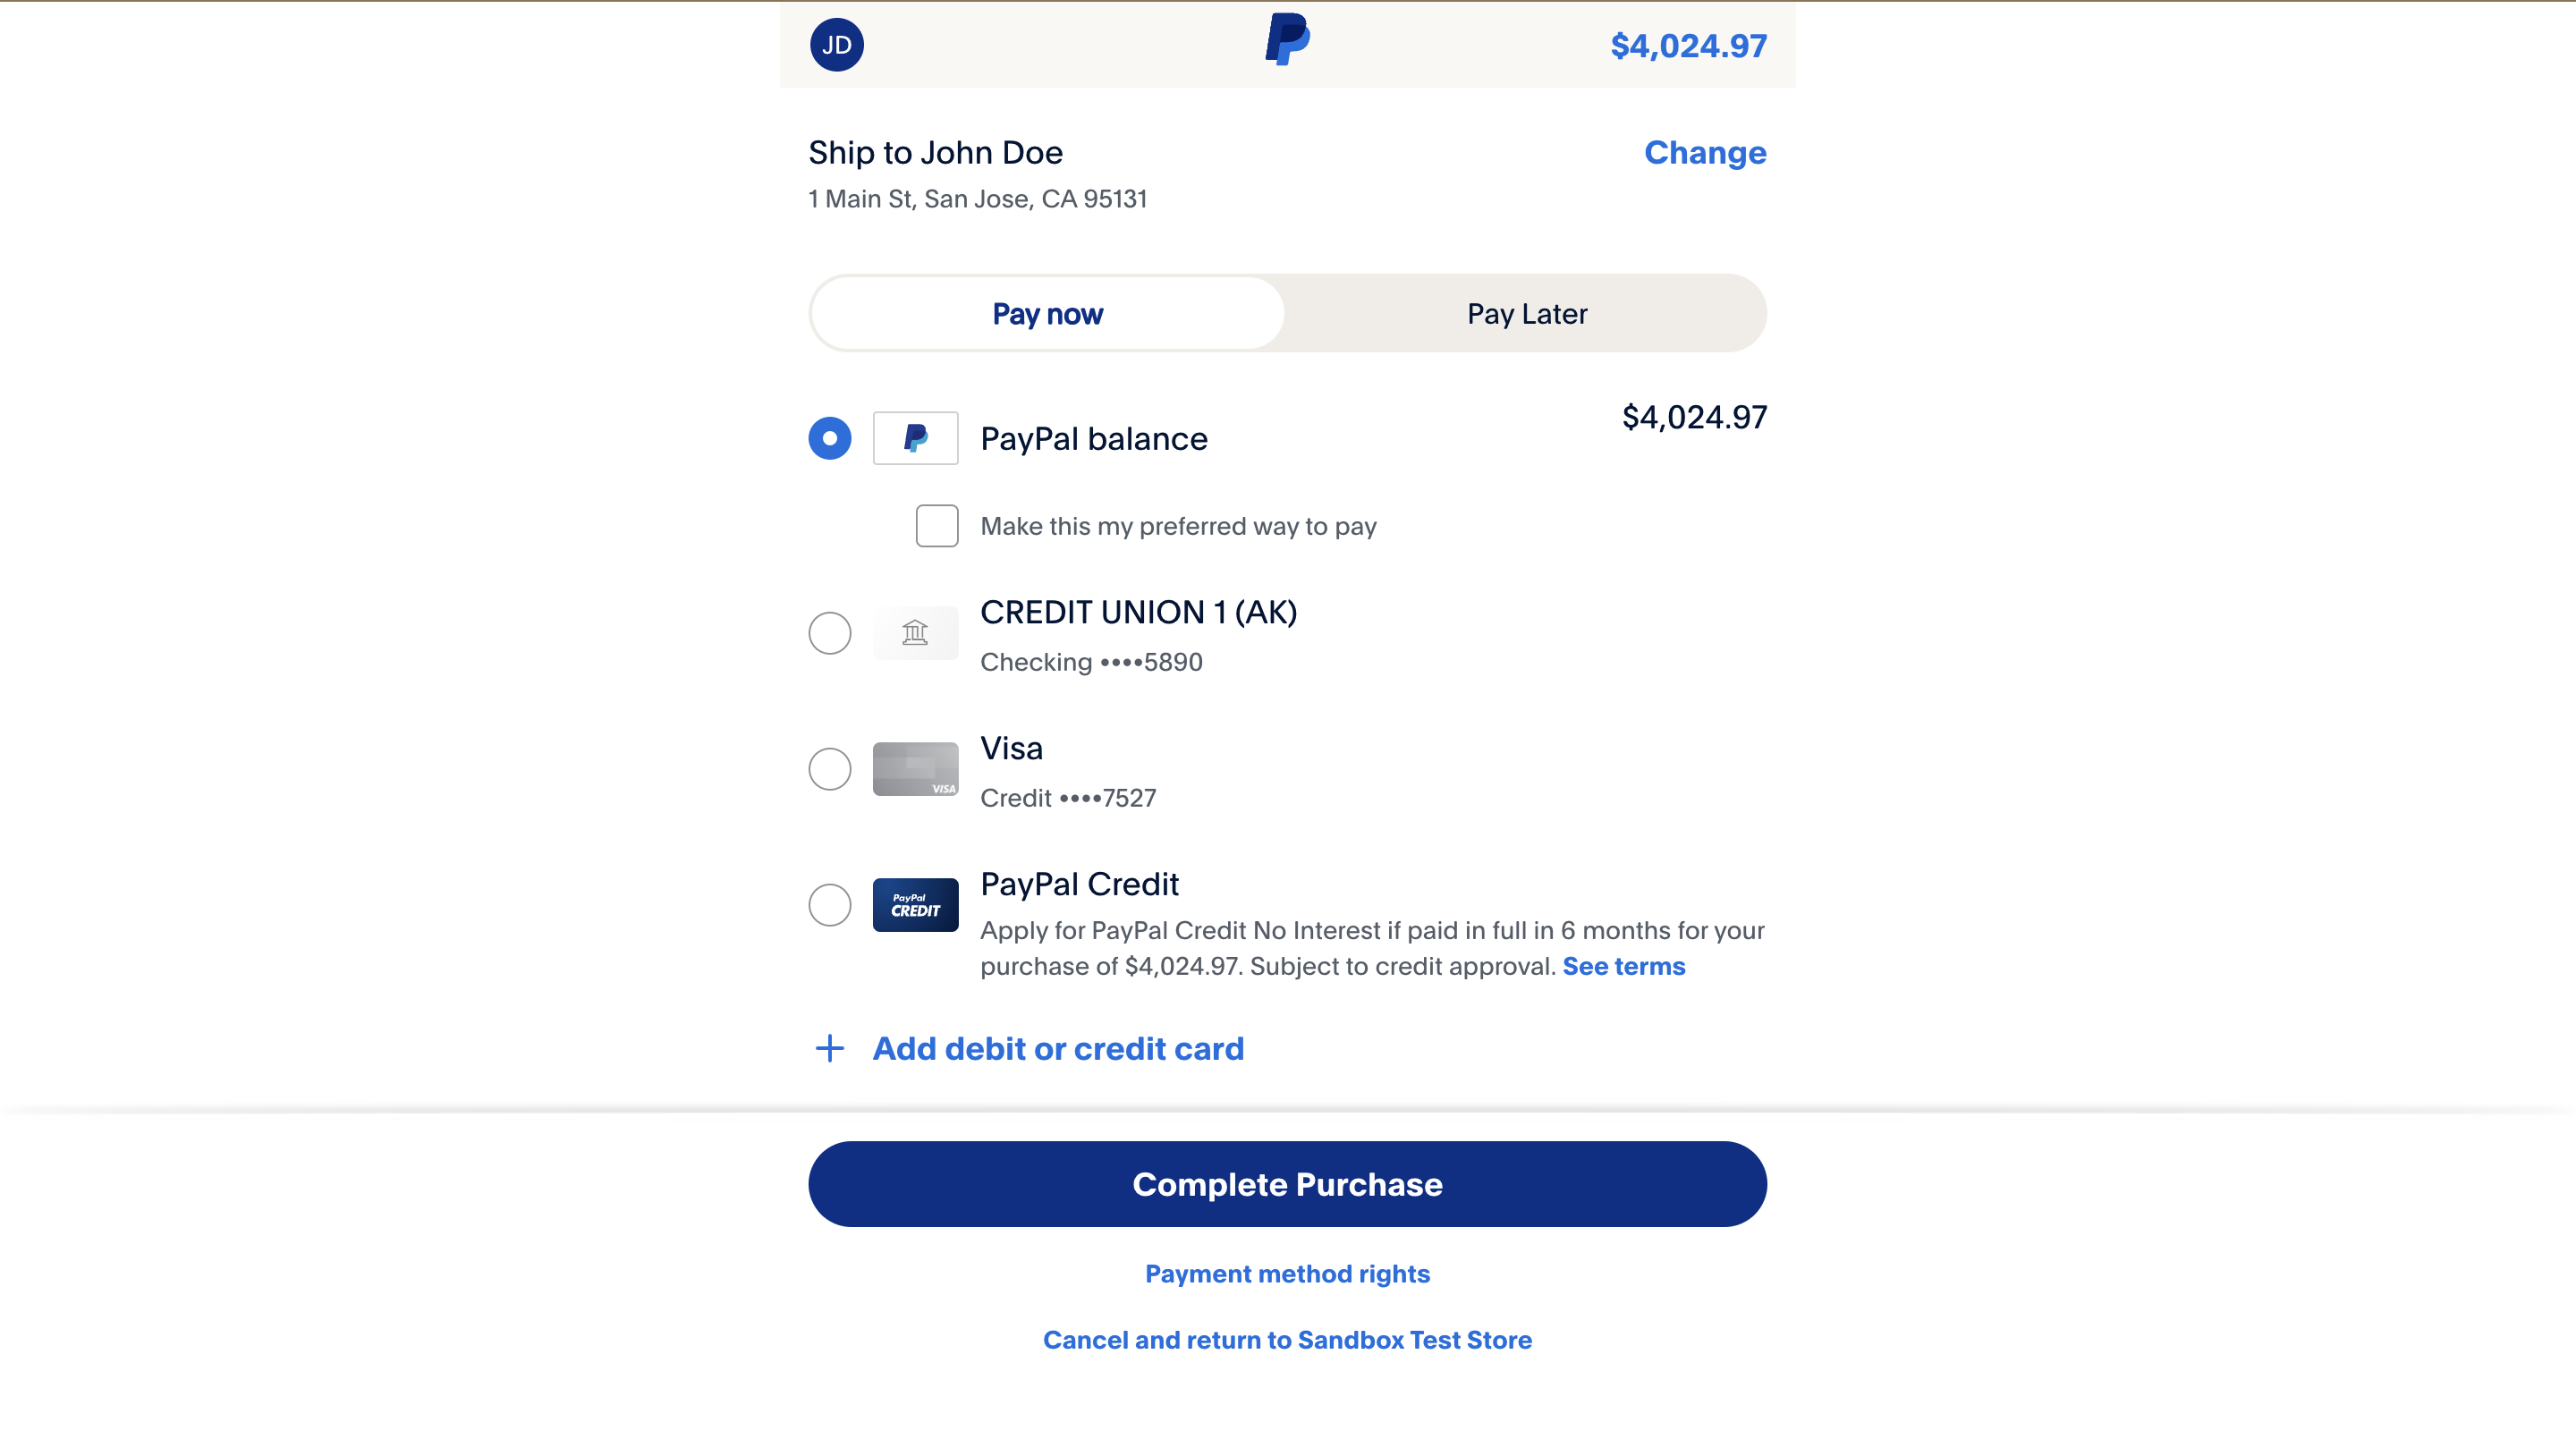 JD
$4,024.97
Ship to John Doe
Change
1 Main St, San Jose, CA 95131
Pay now
Pay Later
PayPal balance
$4,024.97
Make this my preferred way to pay
CREDIT UNION 1 (AK)
Checking ••••5890
Visa
VISA
Credit ••••7527
PayPal Credit
PayPal
CREDIT
Apply for PayPal Credit No Interest if paid in full in 6 months for your
purchase of $4,024.97. Subject to credit approval. See terms
Add debit or credit card
Complete Purchase
Payment method rights
Cancel and return to Sandbox Test Store